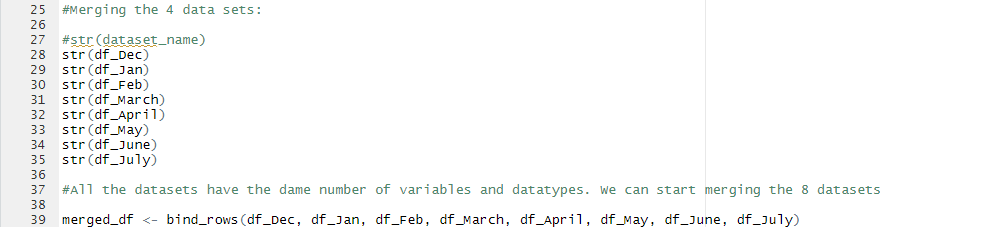 25 #Merging the 4 data sets:
26
27 #str(dataset_name)
28 str(df_Dec)
29 str(df_Jan)
30 str(df_Feb)
31 str(df_March)
32 str(df_April)
33 str(df_May)
34 str(df_June)
35 str(df_July)
36
37 #All the datasets have the dame number of variables and datatypes. We can start merging the 8 datasets
38
39 merged_df <- bind_rows(df_Dec, df_Jan, df_Feb, df_March, df_April, df_May, df_June, df_July)